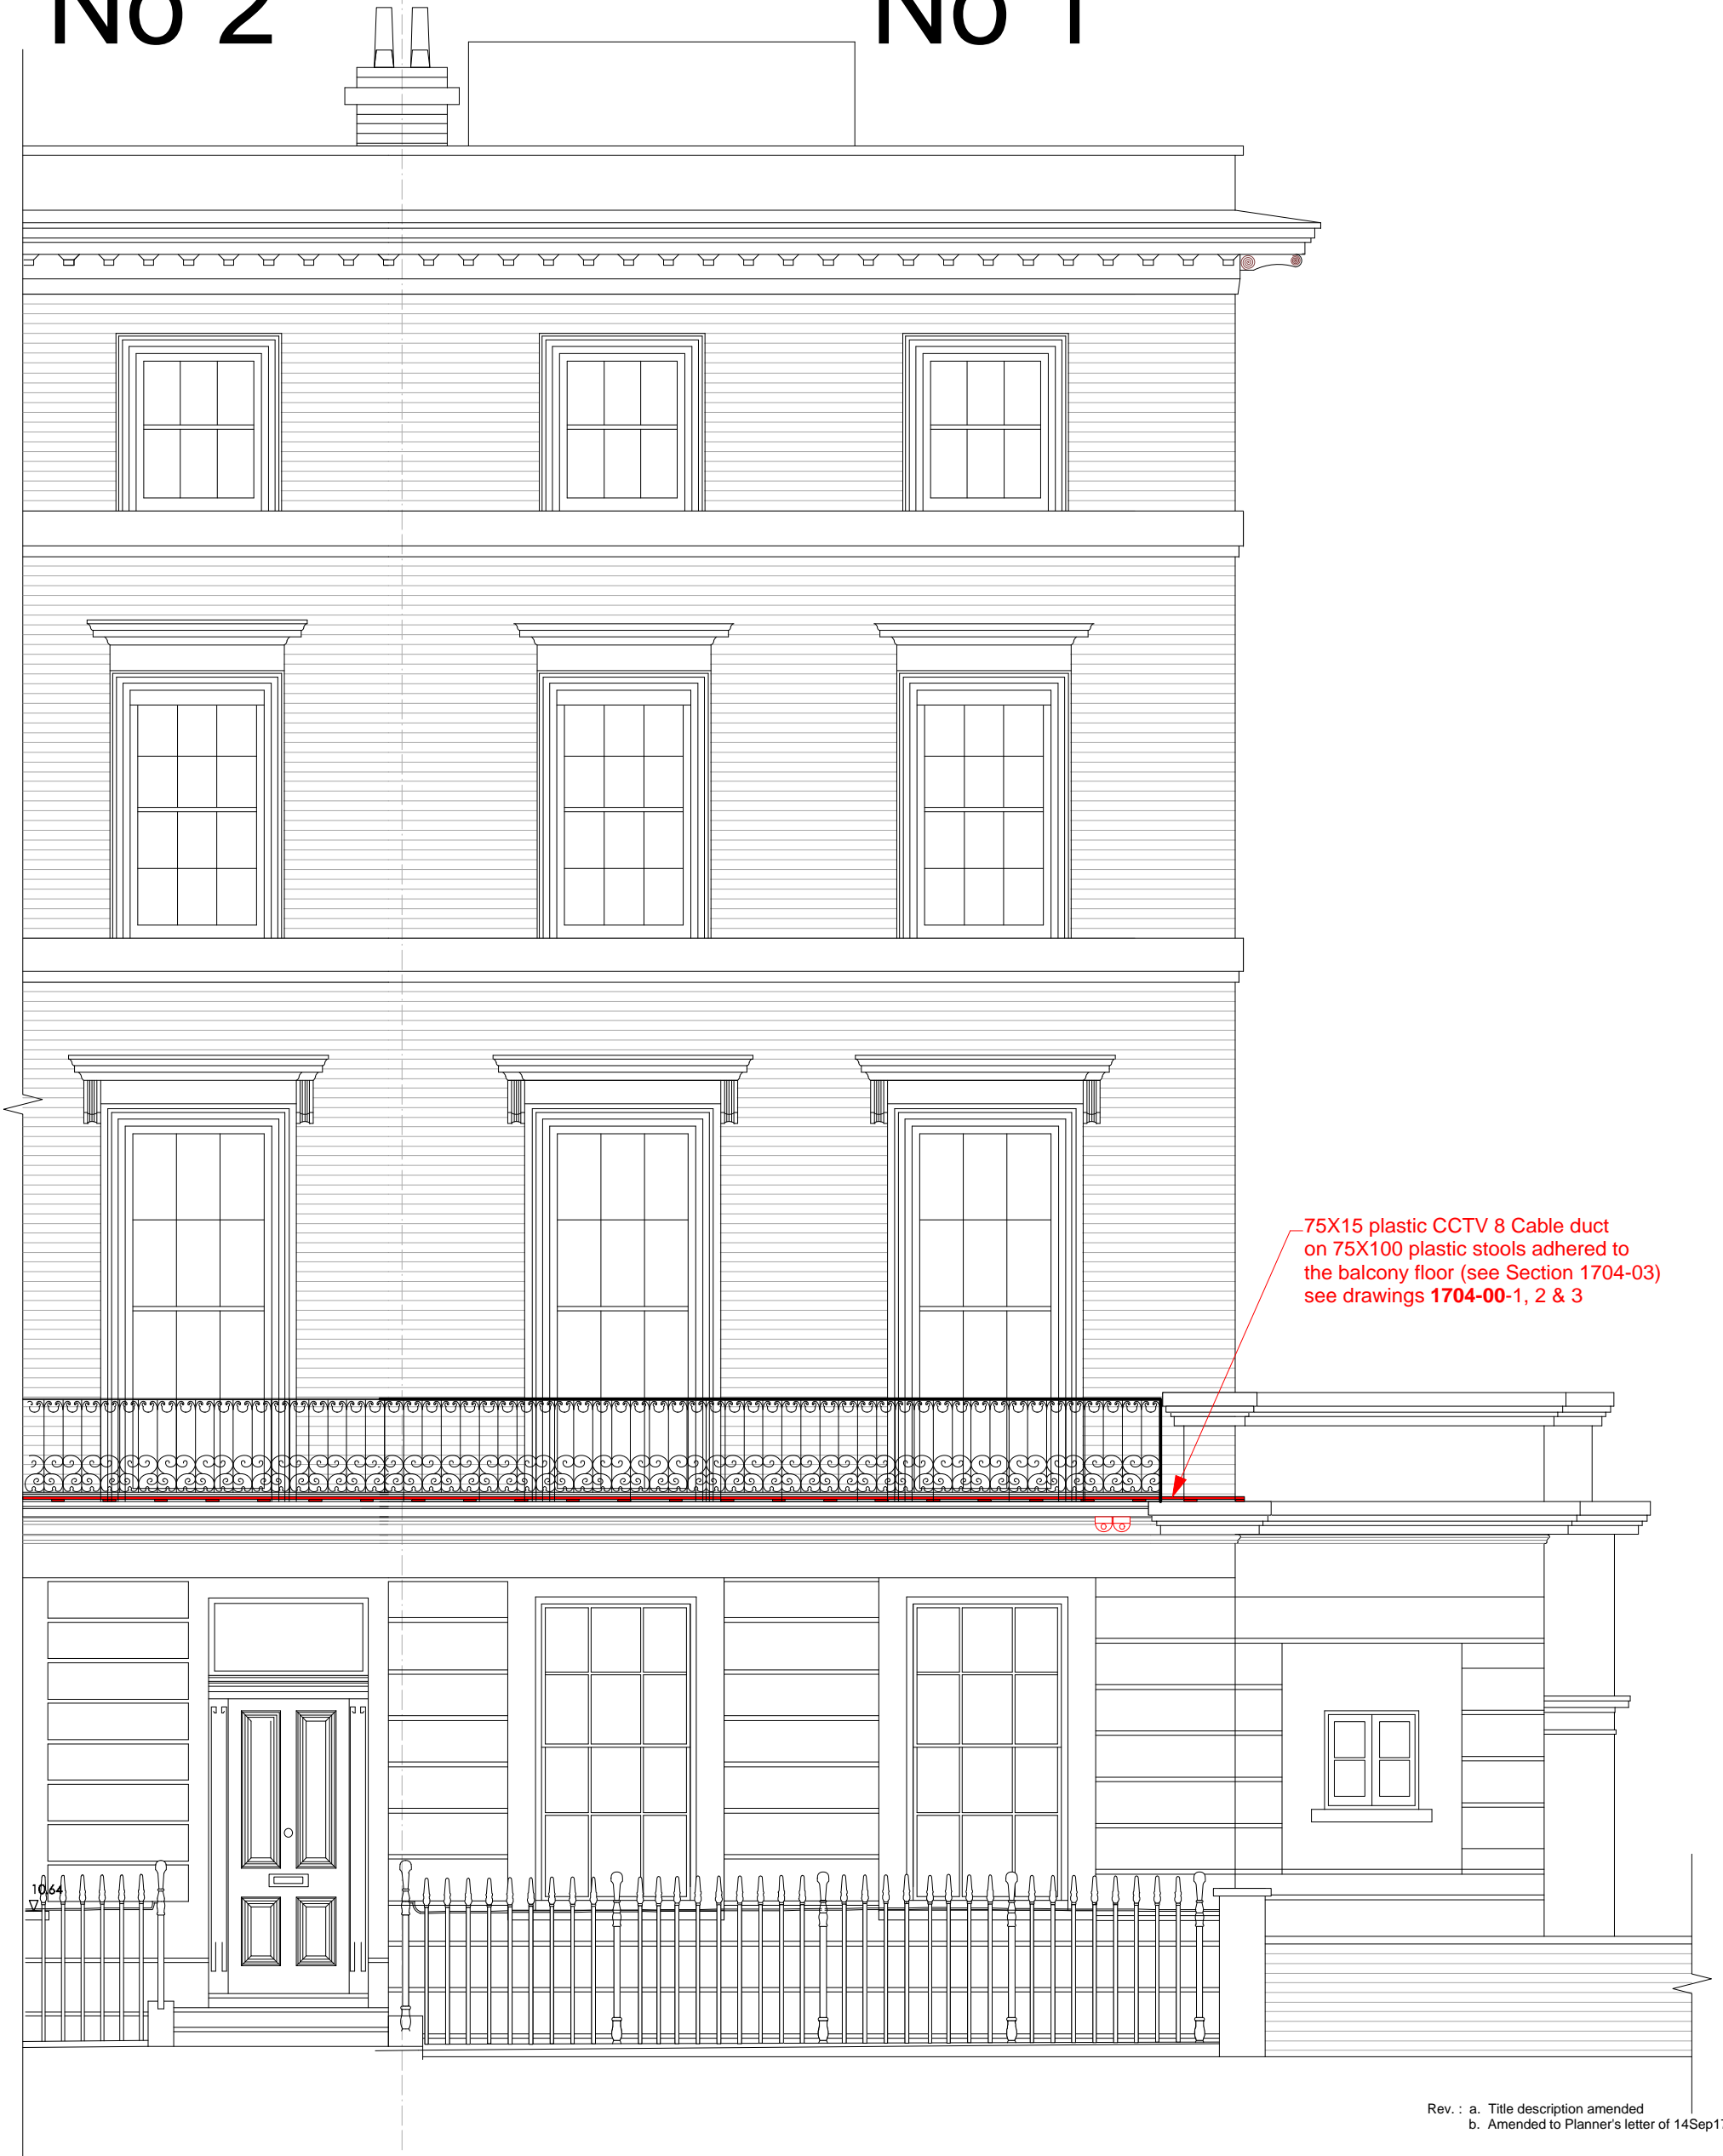 No 2
No 1
75X15 plastic CCTV 8 Cable duct
on 75X100 plastic stools adhered to
the balcony floor (see Section 1704-03)
see drawings 1704-00-1, 2 & 3
10.64
Rev. : a. Title description amended
b. Amended to Planner's letter of 14Sep17